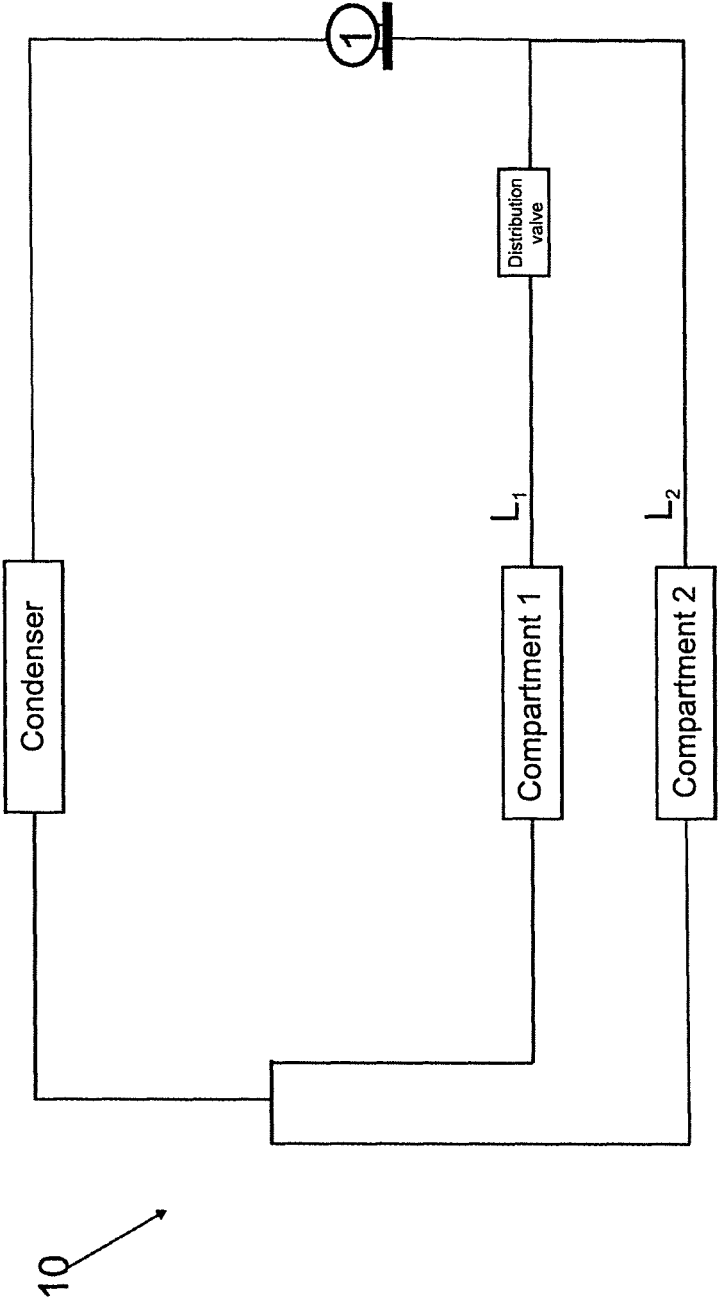 Condenser
1
Distribution
valve
L₁
L₂
Compartment 1
Compartment 2
10